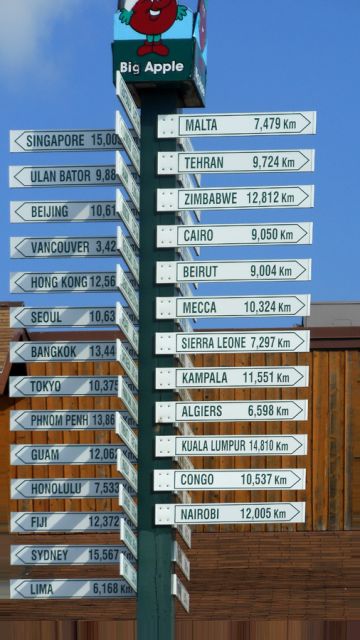 Big Apple
SINGAPORE 15,00
ULAN BATOR 9,88
BEIJING 10,61
VANCOUVER 3,42
HONG KONG 12,56
SEOUL 10,63
BANGKOK 13,44
TOKYO 10,375
PHNOM PENH 13,86
GUAM 12,062
HONOLULU 7,533
FIJI 12,372
SYDNEY 15,567 Km
LIMA 6,168 Km
MALTA 7,479 Km
TEHRAN 9,724 Km
ZIMBABWE 12,812 Km
CAIRO 9,050 Km
BEIRUT 9,004 Km
MECCA 10,324 Km
SIERRA LEONE 7,297 Km
KAMPALA 11,551 Km
ALGIERS 6,598 Km
KUALA LUMPUR 14,810 Km
CONGO 10,537 Km
NAIROBI 12,005 Km